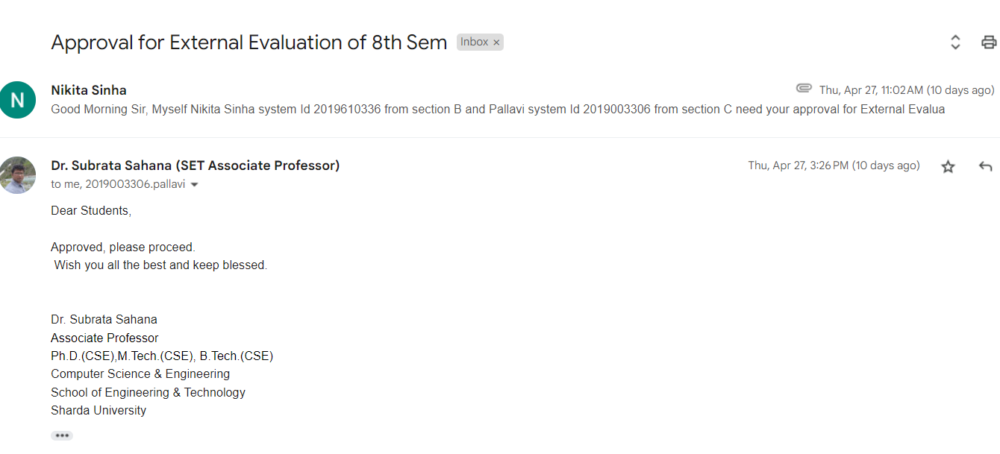 Approval for External Evaluation of 8th Sem Inbox ×
N
Nikita Sinha Thu, Apr 27, 11:02 AM (10 days ago)
Good Morning Sir, Myself Nikita Sinha system Id 2019610336 from section B and Pallavi system Id 2019003306 from section C need your approval for External Evalua
Dr. Subrata Sahana (SET Associate Professor) Thu, Apr 27, 3:26 PM (10 days ago)
to me, 2019003306.pallavi
Dear Students,
Approved, please proceed.
Wish you all the best and keep blessed.
Dr. Subrata Sahana
Associate Professor
Ph.D.(CSE),M.Tech.(CSE), B.Tech.(CSE)
Computer Science & Engineering
School of Engineering & Technology
Sharda University